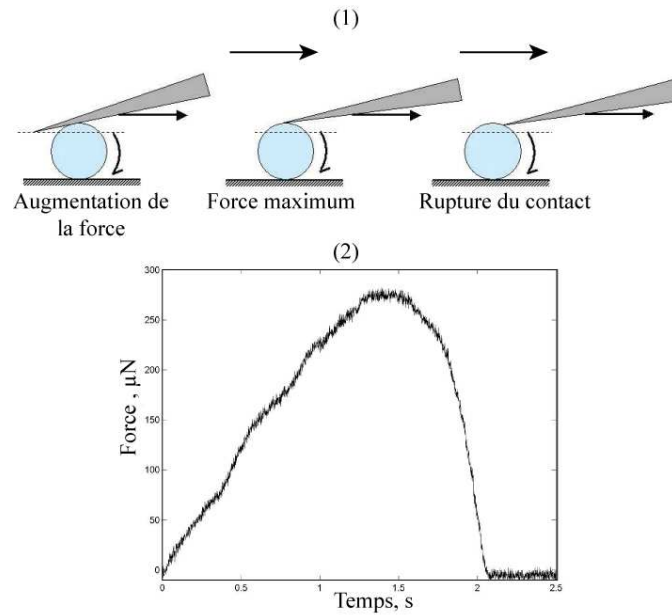 (1)
Augmentation de
la force
Force maximum
Rupture du contact
(2)
300
250
200
150
100
50
0
Force , µN
0
0.5
1
1.5
2
2.5
Temps, s